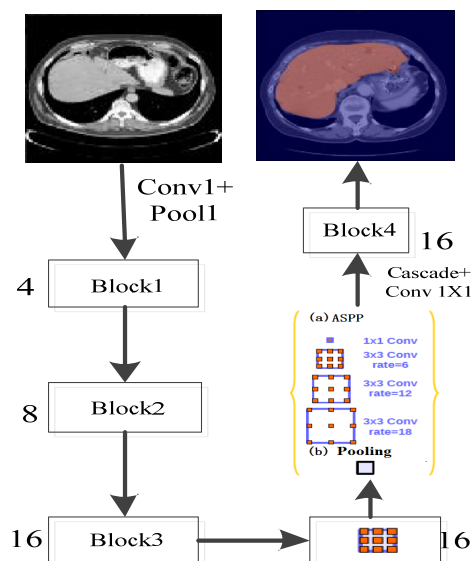 Conv1+
Pool1
4
Block1
8
Block2
16
Block3
16
(a) ASPP
1x1 Conv
3x3 Conv
rate=6
3x3 Conv
rate=12
3x3 Conv
rate=18
(b) Pooling
Cascade+
Conv 1X1
Block4
16